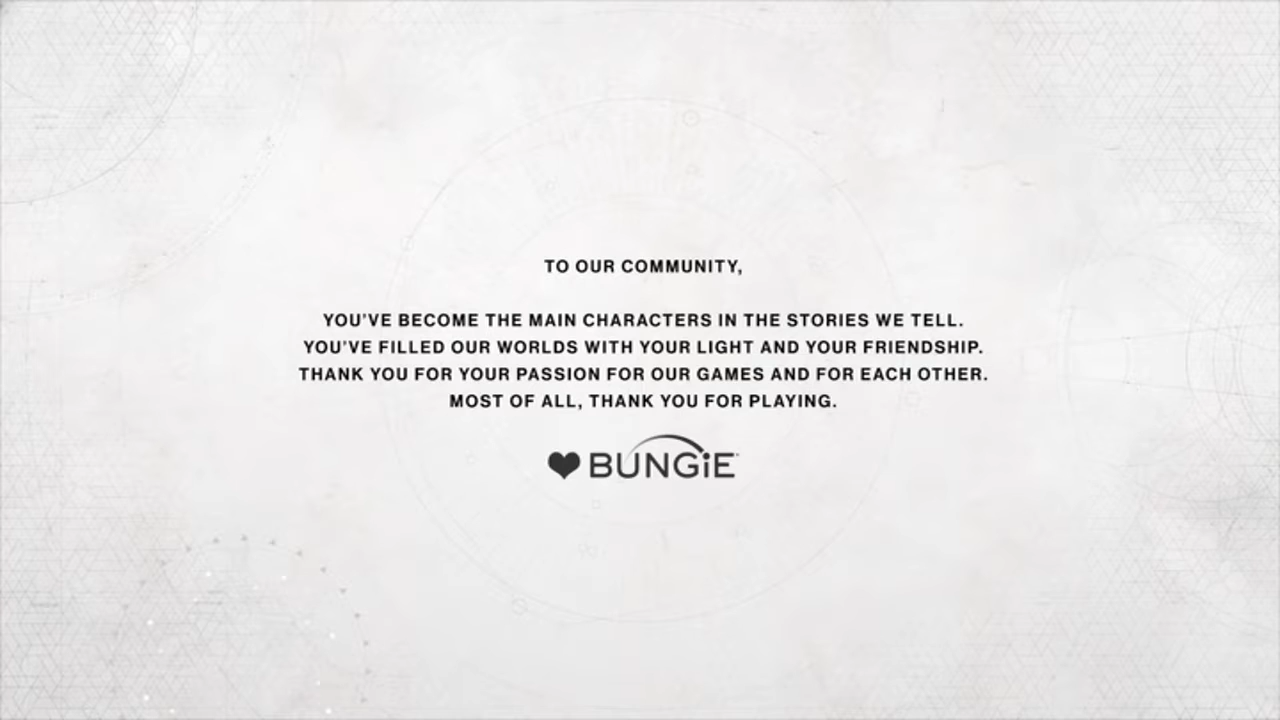 TO OUR COMMUNITY,
YOU'VE BECOME THE MAIN CHARACTERS IN THE STORIES WE TELL.
YOU'VE FILLED OUR WORLDS WITH YOUR LIGHT AND YOUR FRIENDSHIP.
THANK YOU FOR YOUR PASSION FOR OUR GAMES AND FOR EACH OTHER.
MOST OF ALL, THANK YOU FOR PLAYING.
BUNGiE